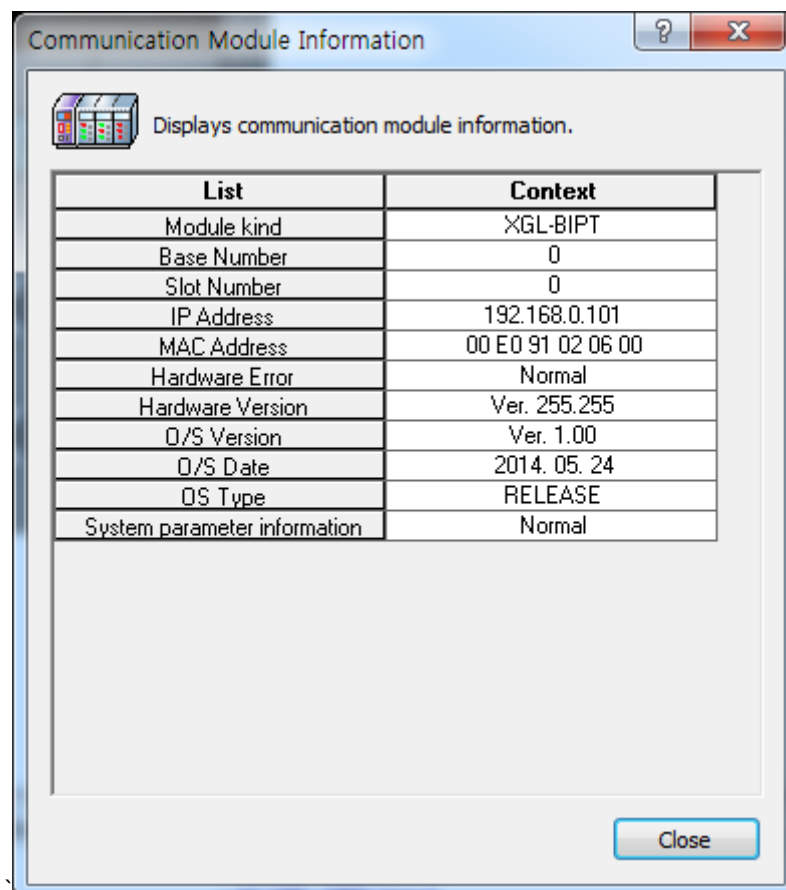 Communication Module Information
Displays communication module information.
List Context
Module kind XGL-BIPT
Base Number 0
Slot Number 0
IP Address 192.168.0.101
MAC Address 00 E0 91 02 06 00
Hardware Error Normal
Hardware Version Ver. 255.255
O/S Version Ver. 1.00
O/S Date 2014. 05. 24
OS Type RELEASE
System parameter information Normal
Close
`